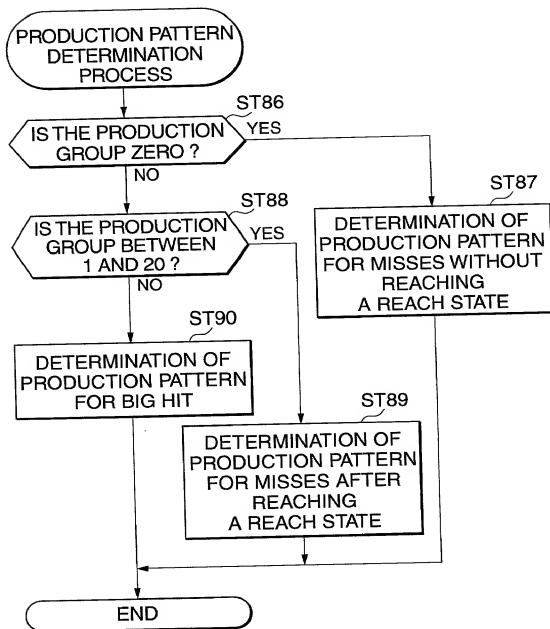 PRODUCTION PATTERN
DETERMINATION
PROCESS
ST86
IS THE PRODUCTION
GROUP ZERO ?
YES
NO
ST87
DETERMINATION OF
PRODUCTION PATTERN
FOR MISSES WITHOUT
REACHING
A REACH STATE
ST88
IS THE PRODUCTION
GROUP BETWEEN
1 AND 20 ?
YES
NO
ST90
DETERMINATION OF
PRODUCTION PATTERN
FOR BIG HIT
ST89
DETERMINATION OF
PRODUCTION PATTERN
FOR MISSES AFTER
REACHING
A REACH STATE
END